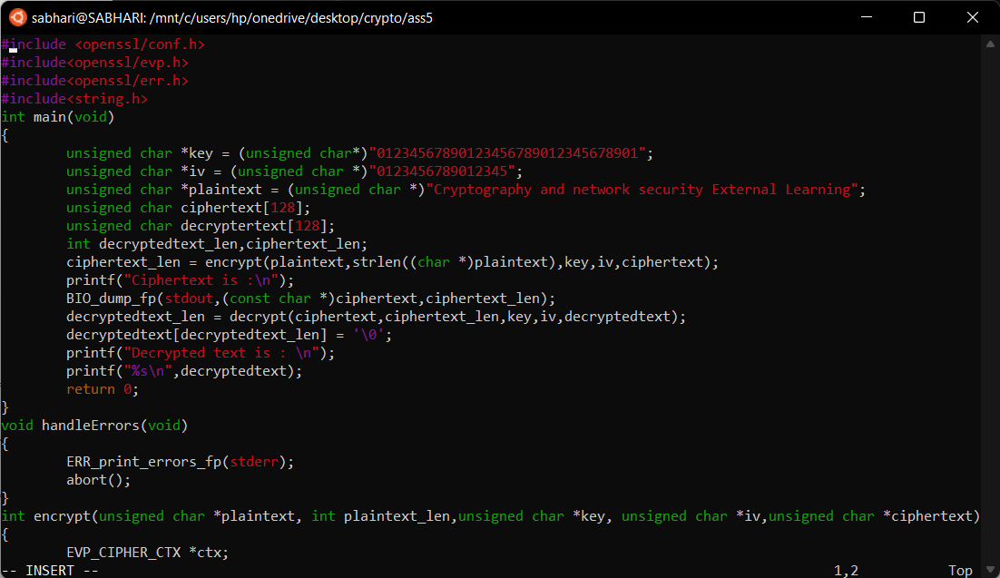 sabhari@SABHARI: /mnt/c/users/hp/onedrive/desktop/crypto/ass5
#include <openssl/conf.h>
#include<openssl/evp.h>
#include<openssl/err.h>
#include<string.h>
int main(void)
{
        unsigned char *key = (unsigned char*)"01234567890123456789012345678901";
        unsigned char *iv = (unsigned char *)"0123456789012345";
        unsigned char *plaintext = (unsigned char *)"Cryptography and network security External Learning";
        unsigned char ciphertext[128];
        unsigned char decryptertext[128];
        int decryptedtext_len,ciphertext_len;
        ciphertext_len = encrypt(plaintext,strlen((char *)plaintext),key,iv,ciphertext);
        printf("Ciphertext is :\n");
        BIO_dump_fp(stdout,(const char *)ciphertext,ciphertext_len);
        decryptedtext_len = decrypt(ciphertext,ciphertext_len,key,iv,decryptedtext);
        decryptedtext[decryptedtext_len] = '\0';
        printf("Decrypted text is : \n");
        printf("%s\n",decryptedtext);
        return 0;
}
void handleErrors(void)
{
        ERR_print_errors_fp(stderr);
        abort();
}
int encrypt(unsigned char *plaintext, int plaintext_len,unsigned char *key, unsigned char *iv,unsigned char *ciphertext)
{
        EVP_CIPHER_CTX *ctx;
-- INSERT -- 1,2 Top